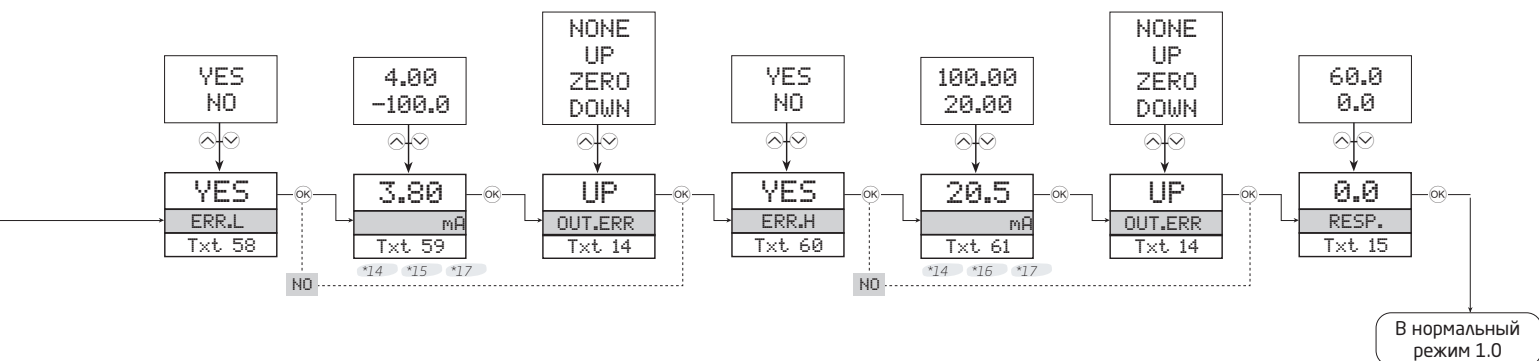 YES
NO
4.00
-100.0
NONE
UP
ZERO
DOWN
YES
NO
100.00
20.00
NONE
UP
ZERO
DOWN
60.0
0.0
YES
ERR.L
Txt 58
OK
3.80
mA
Txt 59
*14 *15 *17
OK
UP
OUT.ERR
Txt 14
OK
YES
ERR.H
Txt 60
OK
20.5
mA
Txt 61
*14 *16 *17
OK
UP
OUT.ERR
Txt 14
OK
0.0
RESP.
Txt 15
OK
NO
NO
В нормальный
режим 1.0